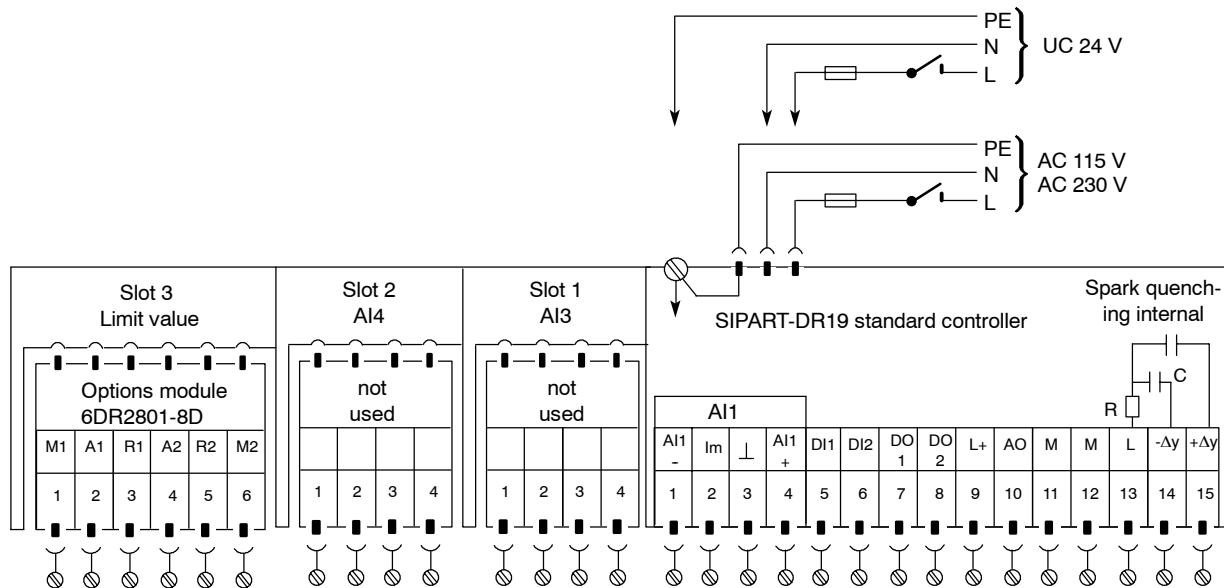 PE
N
L
UC 24 V
PE
N
L
AC 115 V
AC 230 V
Slot 3
Limit value
Slot 2
AI4
Slot 1
AI3
SIPART-DR19 standard controller
Spark quench-
ing internal
C
R
Options module
6DR2801-8D
not
used
not
used
AI1
M1 A1 R1 A2 R2 M2
1 2 3 4 5 6
1 2 3 4
1 2 3 4
AI1
-
Im
⊥
AI1
+
DI1
DI2
DO
1
DO
2
L+
AO
M
M
L
-Δy
+Δy
1 2 3 4 5 6 7 8 9 10 11 12 13 14 15